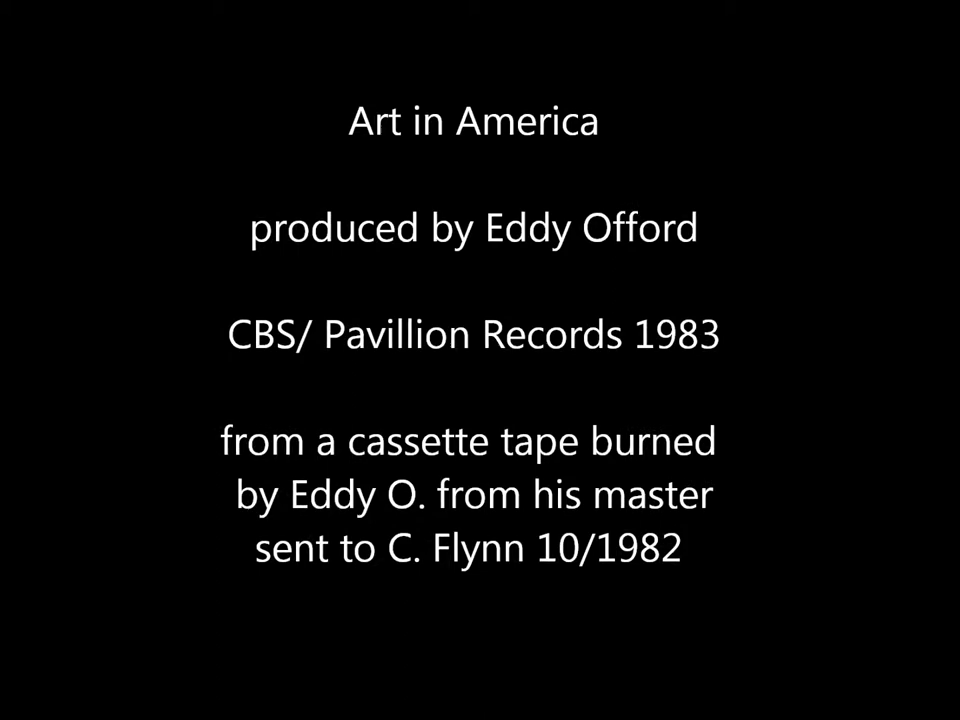 Art in America
produced by Eddy Offord
CBS/ Pavillion Records 1983
from a cassette tape burned
by Eddy O. from his master
sent to C. Flynn 10/1982